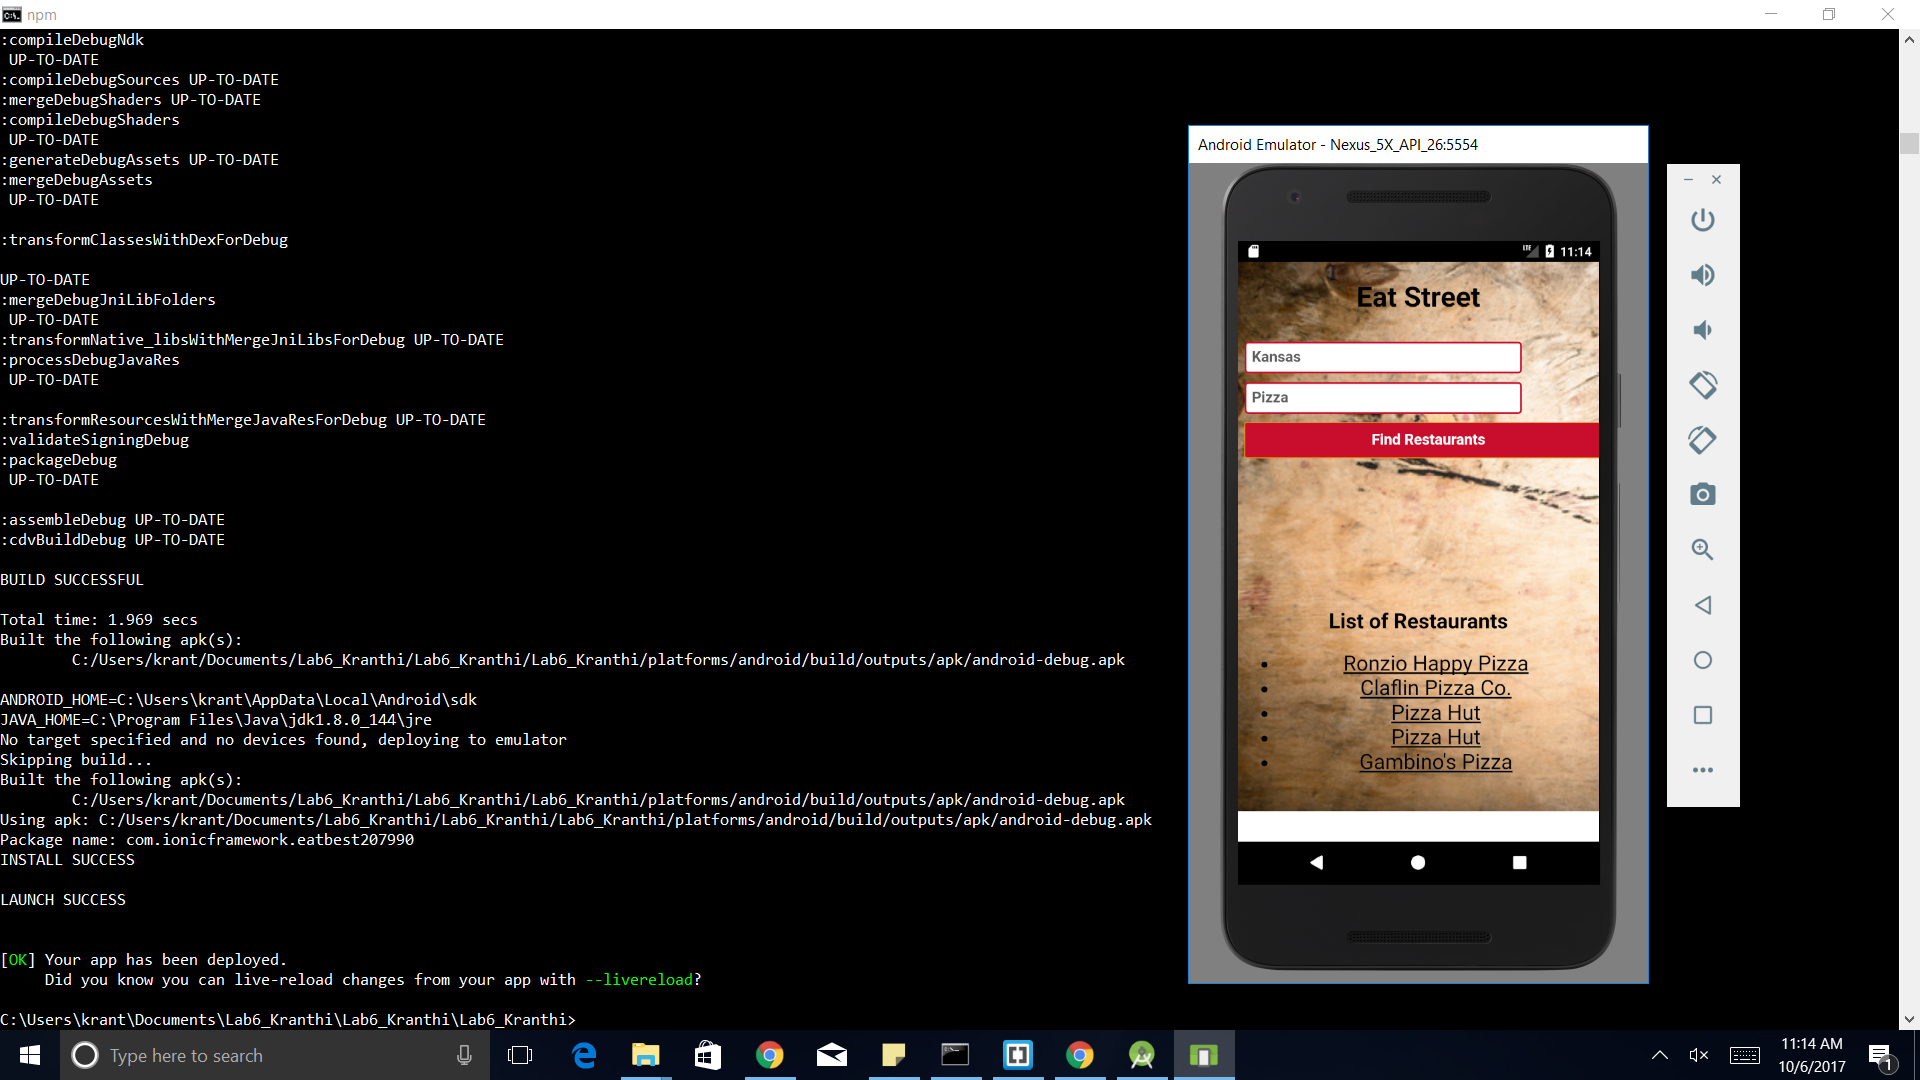 npm
:compileDebugNdk
 UP-TO-DATE
:compileDebugSources UP-TO-DATE
:mergeDebugShaders UP-TO-DATE
:compileDebugShaders
 UP-TO-DATE
:generateDebugAssets UP-TO-DATE
:mergeDebugAssets
 UP-TO-DATE
:transformClassesWithDexForDebug
UP-TO-DATE
:mergeDebugJniLibFolders
 UP-TO-DATE
:transformNative_libsWithMergeJniLibsForDebug UP-TO-DATE
:processDebugJavaRes
 UP-TO-DATE
:transformResourcesWithMergeJavaResForDebug UP-TO-DATE
:validateSigningDebug
:packageDebug
 UP-TO-DATE
:assembleDebug UP-TO-DATE
:cdvBuildDebug UP-TO-DATE
BUILD SUCCESSFUL
Total time: 1.969 secs
Built the following apk(s):
C:/Users/krant/Documents/Lab6_Kranthi/Lab6_Kranthi/Lab6_Kranthi/platforms/android/build/outputs/apk/android-debug.apk
ANDROID_HOME=C:\Users\krant\AppData\Local\Android\sdk
JAVA_HOME=C:\Program Files\Java\jdk1.8.0_144\jre
No target specified and no devices found, deploying to emulator
Skipping build...
Built the following apk(s):
C:/Users/krant/Documents/Lab6_Kranthi/Lab6_Kranthi/Lab6_Kranthi/platforms/android/build/outputs/apk/android-debug.apk
Using apk: C:/Users/krant/Documents/Lab6_Kranthi/Lab6_Kranthi/Lab6_Kranthi/platforms/android/build/outputs/apk/android-debug.apk
Package name: com.ionicframework.eatbest207990
INSTALL SUCCESS
LAUNCH SUCCESS
[OK] Your app has been deployed.
Did you know you can live-reload changes from your app with --livereload?
C:\Users\krant\Documents\Lab6_Kranthi\Lab6_Kranthi\Lab6_Kranthi>
Android Emulator - Nexus_5X_API_26:5554
LTE 11:14
Eat Street
Kansas
Pizza
Find Restaurants
List of Restaurants
Ronzio Happy Pizza
Claflin Pizza Co.
Pizza Hut
Pizza Hut
Gambino's Pizza
Type here to search
11:14 AM
10/6/2017
1